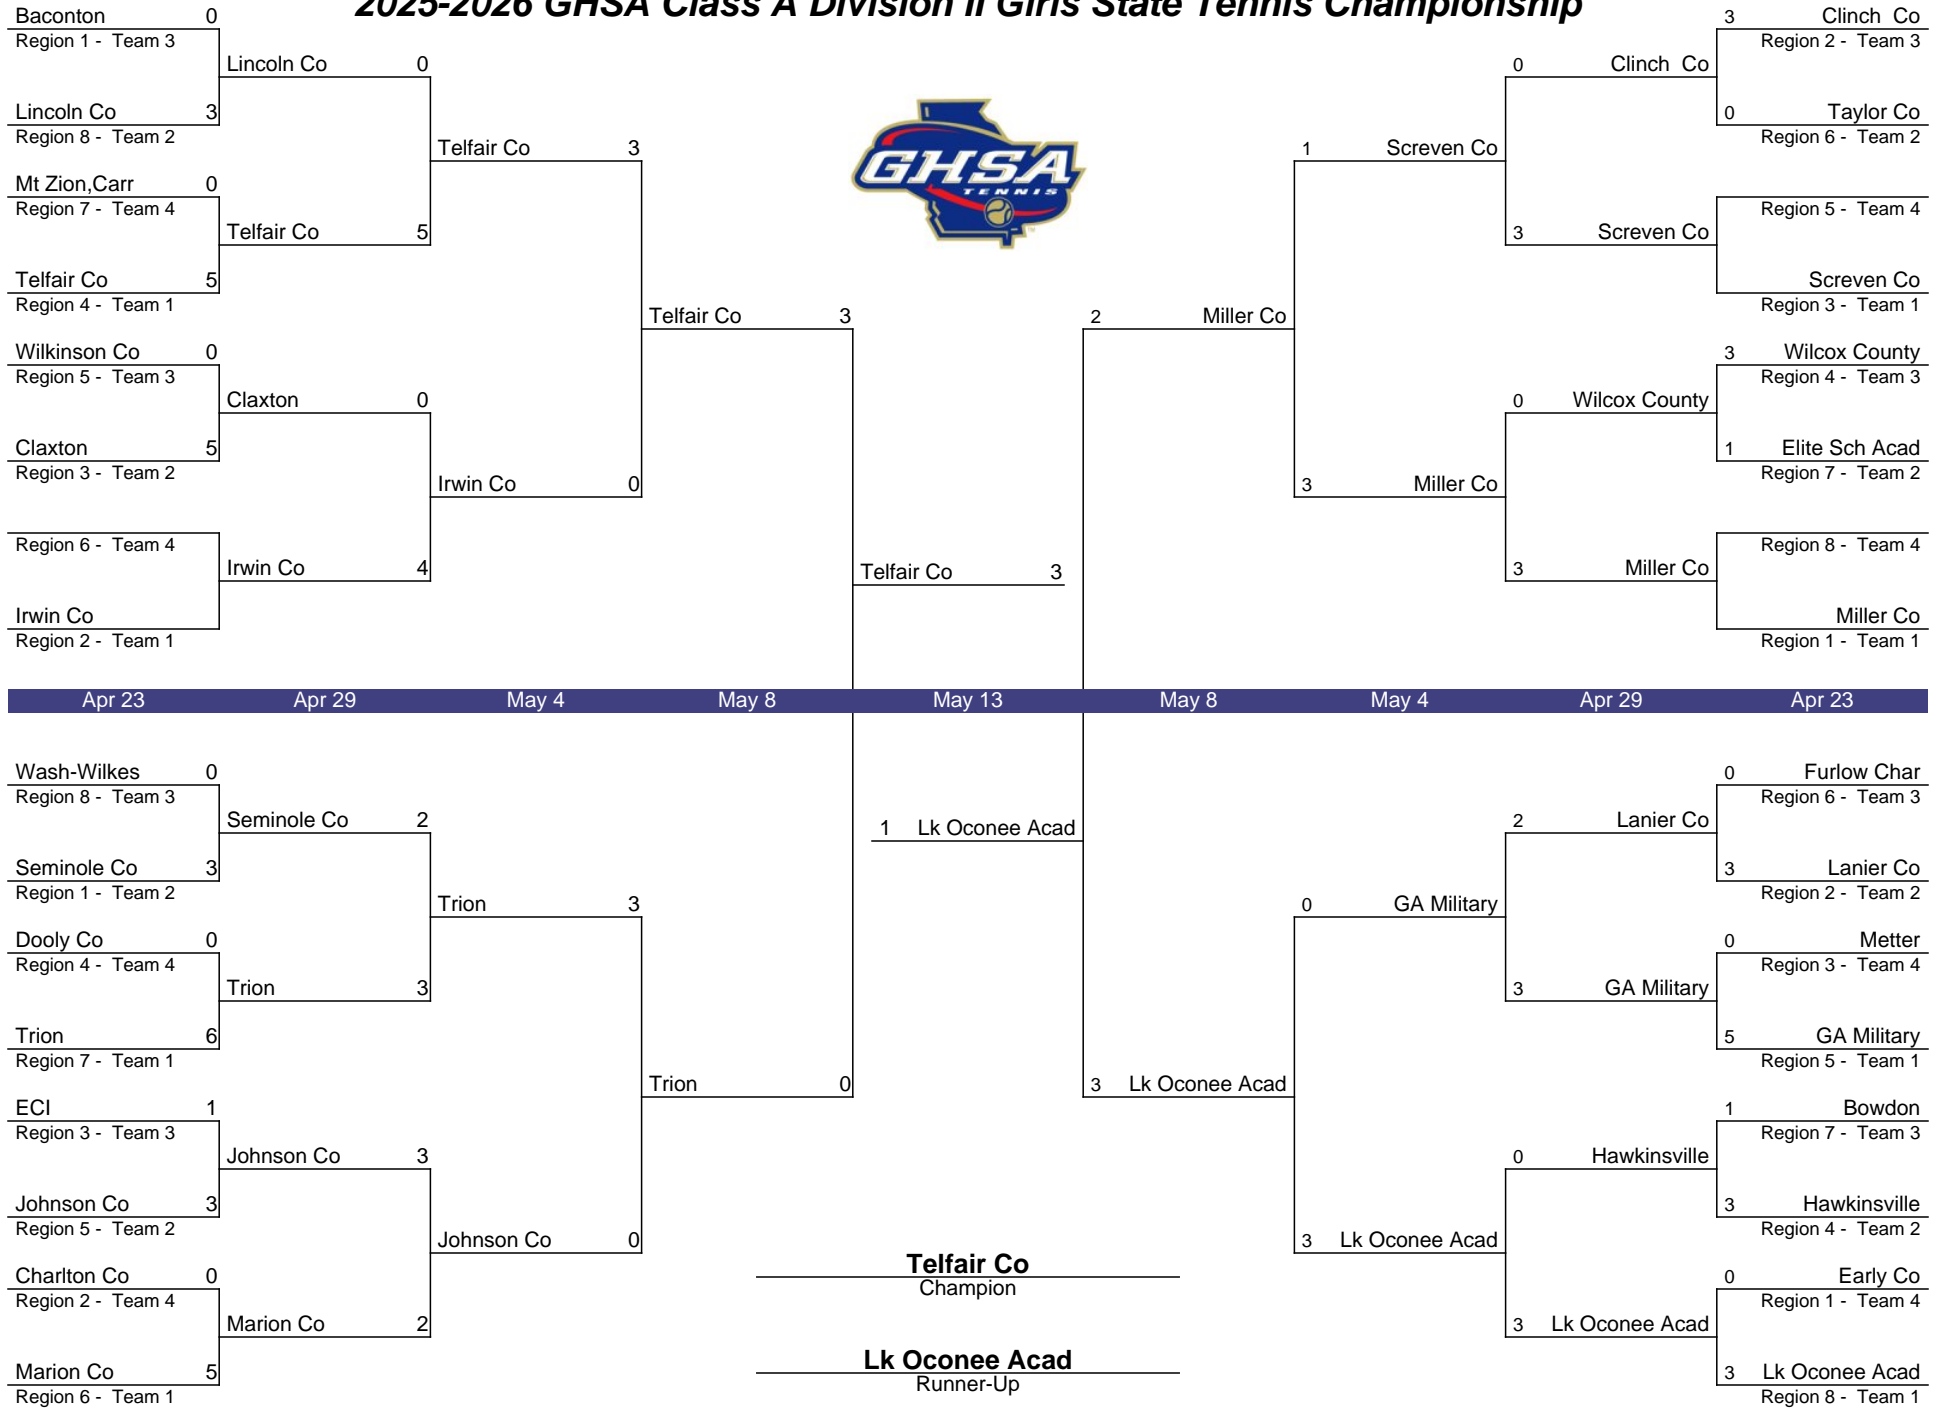 2025-2026 GHSA Class A Division II Girls State Tennis Championship
Baconton 0
Region 1 - Team 3
Lincoln Co 0
Lincoln Co 3
Region 8 - Team 2
Telfair Co 3
Mt Zion,Carr 0
Region 7 - Team 4
Telfair Co 5
Telfair Co 5
Region 4 - Team 1
Telfair Co 3
Wilkinson Co 0
Region 5 - Team 3
Claxton 0
Claxton 5
Region 3 - Team 2
Irwin Co 0
Region 6 - Team 4
Irwin Co 4
Irwin Co
Region 2 - Team 1
Telfair Co 3
GHSA
TENNIS
3 Clinch Co
Region 2 - Team 3
0 Clinch Co
0 Taylor Co
Region 6 - Team 2
1 Screven Co
Region 5 - Team 4
3 Screven Co
Screven Co
Region 3 - Team 1
2 Miller Co
3 Wilcox County
Region 4 - Team 3
0 Wilcox County
1 Elite Sch Acad
Region 7 - Team 2
3 Miller Co
Region 8 - Team 4
3 Miller Co
Miller Co
Region 1 - Team 1
Apr 23 Apr 29 May 4 May 8 May 13 May 8 May 4 Apr 29 Apr 23
Wash-Wilkes 0
Region 8 - Team 3
Seminole Co 2
Seminole Co 3
Region 1 - Team 2
Trion 3
Dooly Co 0
Region 4 - Team 4
Trion 3
Trion 6
Region 7 - Team 1
Trion 0
ECI 1
Region 3 - Team 3
Johnson Co 3
Johnson Co 3
Region 5 - Team 2
Johnson Co 0
Charlton Co 0
Region 2 - Team 4
Marion Co 2
Marion Co 5
Region 6 - Team 1
1 Lk Oconee Acad
0 Furlow Char
Region 6 - Team 3
2 Lanier Co
3 Lanier Co
Region 2 - Team 2
0 GA Military
0 Metter
Region 3 - Team 4
3 GA Military
5 GA Military
Region 5 - Team 1
3 Lk Oconee Acad
1 Bowdon
Region 7 - Team 3
0 Hawkinsville
3 Hawkinsville
Region 4 - Team 2
3 Lk Oconee Acad
0 Early Co
Region 1 - Team 4
3 Lk Oconee Acad
3 Lk Oconee Acad
Region 8 - Team 1
Telfair Co
Champion
Lk Oconee Acad
Runner-Up